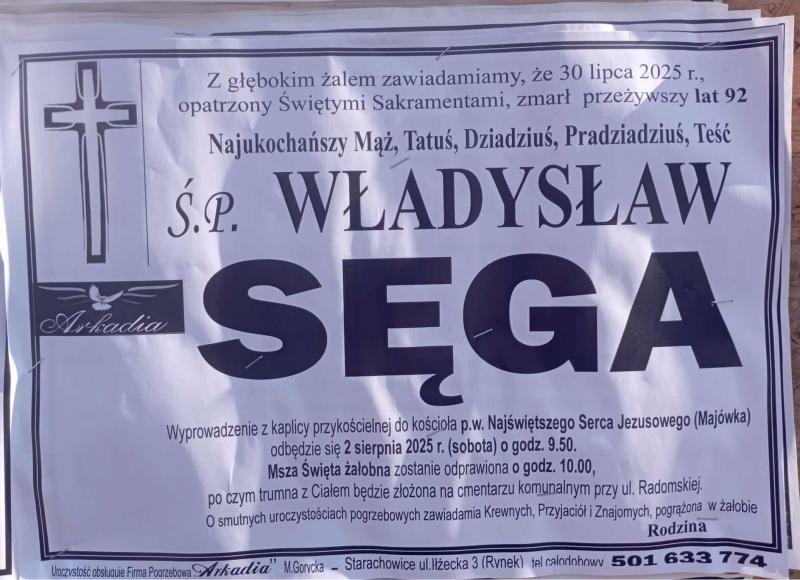 Z głębokim żalem zawiadamiamy, że 30 lipca 2025 r.,
opatrzony Świętymi Sakramentami, zmarł przeżywszy lat 92
Najukochańszy Mąż, Tatuś, Dziadziuś, Pradziadziuś, Teść
Ś.P. WŁADYSŁAW
SĘGA
Arkadia
Wyprowadzenie z kaplicy przykościelnej do kościoła p.w. Najświętszego Serca Jezusowego (Majówka)
odbędzie się 2 sierpnia 2025 r. (sobota) o godz. 9.50.
Msza Święta żałobna zostanie odprawiona o godz. 10.00,
po czym trumna z Ciałem będzie złożona na cmentarzu komunalnym przy ul. Radomskiej.
O smutnych uroczystościach pogrzebowych zawiadamia Krewnych, Przyjaciół i Znajomych, pogrążona w żałobie
Rodzina
Uroczystość obsługuje Firma Pogrzebowa "Arkadia" M.Gorycka – Starachowice ul.Iłżecka 3 (Rynek) tel.całodobowy 501 633 774